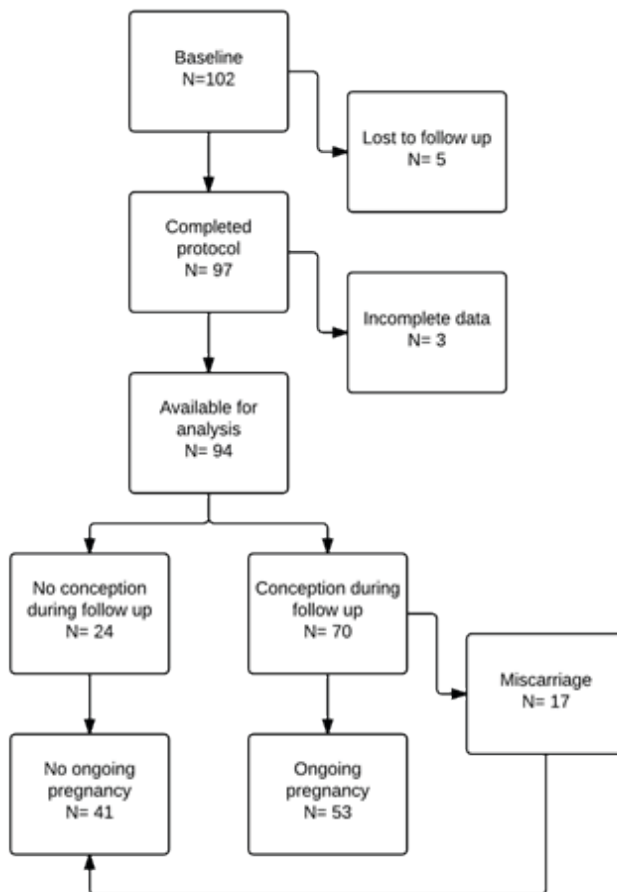 Baseline
N=102
Lost to follow up
N= 5
Completed
protocol
N= 97
Incomplete data
N= 3
Available for
analysis
N= 94
No conception
during follow up
N= 24
Conception during
follow up
N= 70
Miscarriage
N= 17
No ongoing
pregnancy
N= 41
Ongoing
pregnancy
N= 53